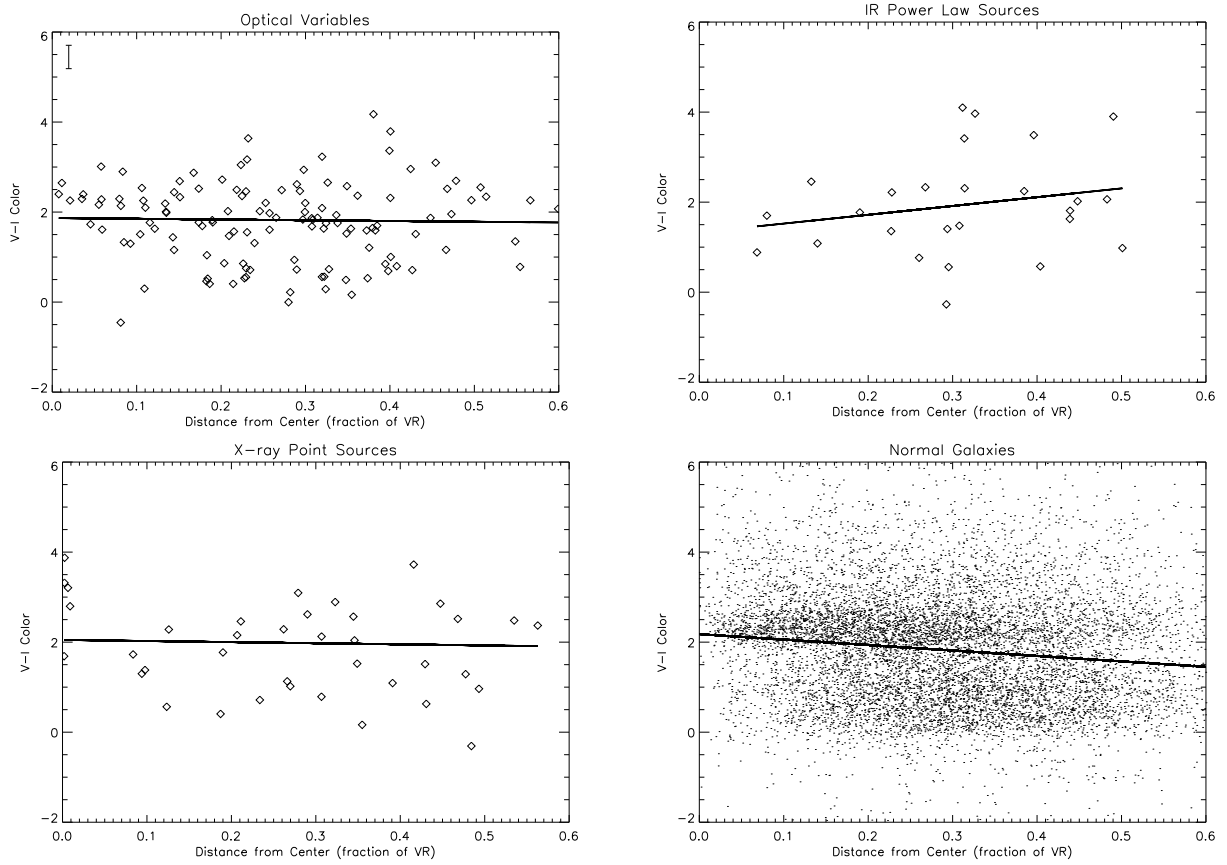 Optical Variables
6
4
2
0
−2
V−I Color
0.0 0.1 0.2 0.3 0.4 0.5 0.6
Distance from Center (fraction of VR)
IR Power Law Sources
6
4
2
0
−2
V−I Color
0.0 0.1 0.2 0.3 0.4 0.5 0.6
Distance from Center (fraction of VR)
X−ray Point Sources
6
4
2
0
−2
V−I Color
0.0 0.1 0.2 0.3 0.4 0.5 0.6
Distance from Center (fraction of VR)
Normal Galaxies
6
4
2
0
−2
V−I Color
0.0 0.1 0.2 0.3 0.4 0.5 0.6
Distance from Center (fraction of VR)